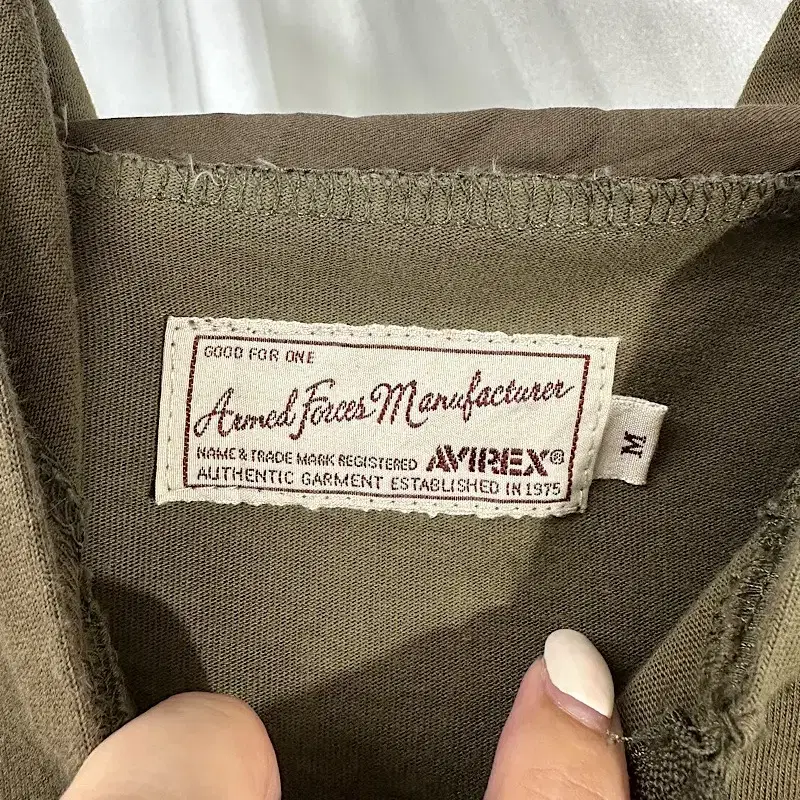 GOOD FOR ONE
Armed Forces Manufacturer
NAME & TRADE MARK REGISTERED AVIREX®
AUTHENTIC GARMENT ESTABLISHED IN 1975
M